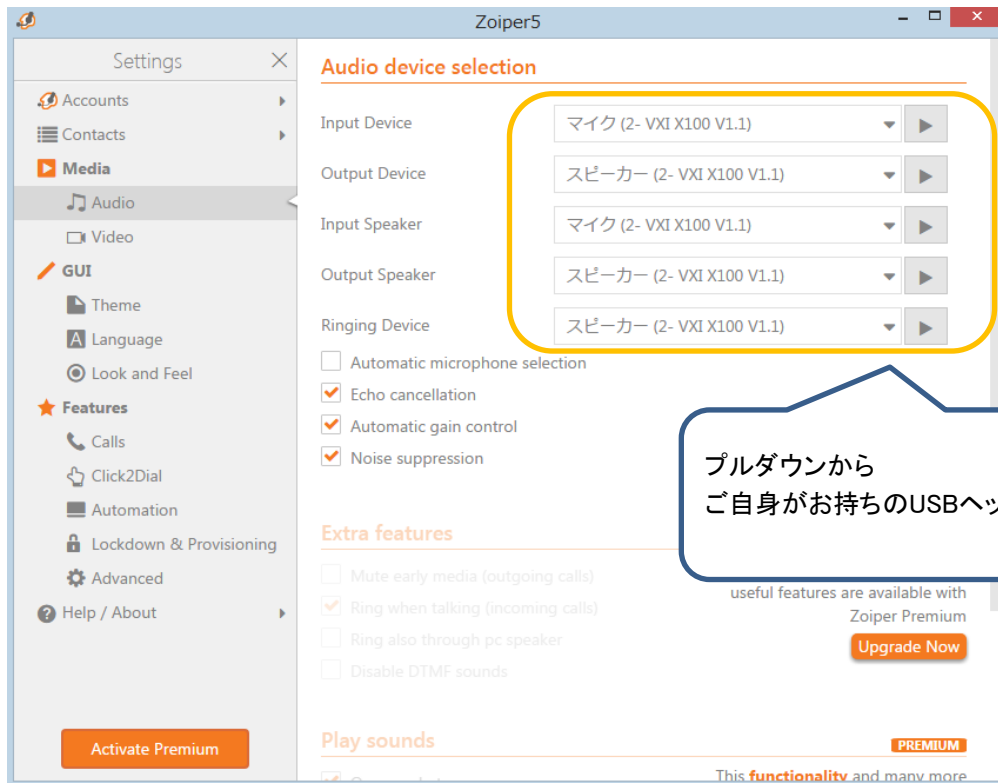 Zoiper5
Settings
Accounts
Contacts
Media
Audio
Video
GUI
Theme
Language
Look and Feel
Features
Calls
Click2Dial
Automation
Lockdown & Provisioning
Advanced
Help / About
Activate Premium
Audio device selection
Input Device マイク (2- VXI X100 V1.1)
Output Device スピーカー (2- VXI X100 V1.1)
Input Speaker マイク (2- VXI X100 V1.1)
Output Speaker スピーカー (2- VXI X100 V1.1)
Ringing Device スピーカー (2- VXI X100 V1.1)
Automatic microphone selection
Echo cancellation
Automatic gain control
Noise suppression
プルダウンから
ご自身がお持ちのUSBヘッ
Extra features
Mute early media (outgoing calls)
Ring when talking (incoming calls)
Ring also through pc speaker
Disable DTMF sounds
useful features are available with
Zoiper Premium
Upgrade Now
Play sounds
PREMIUM
This functionality and many more